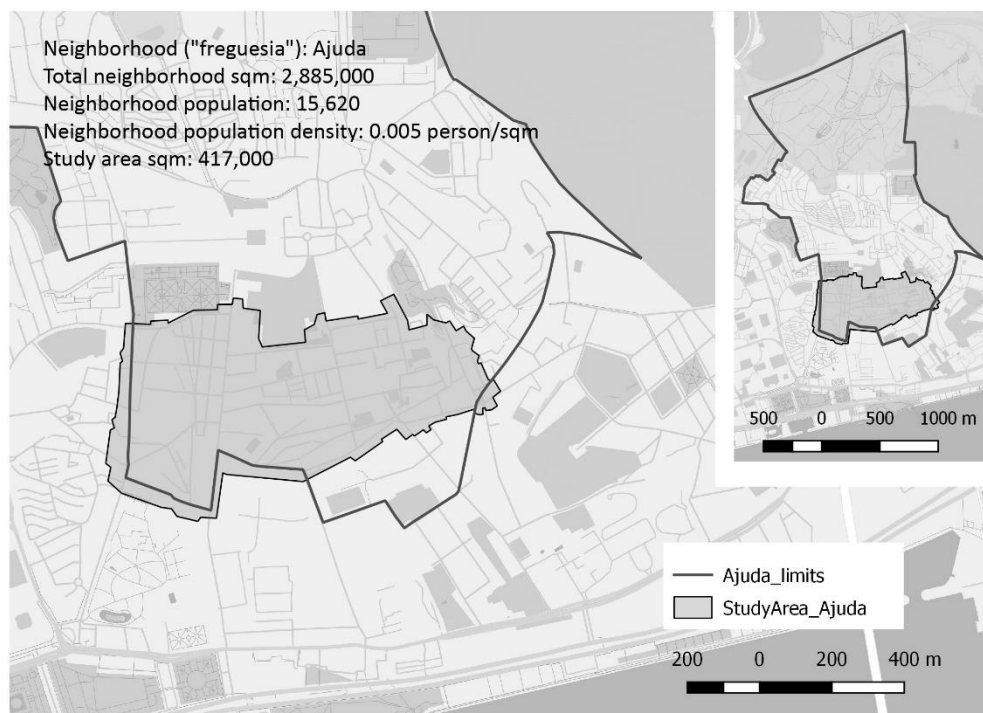 Neighborhood ("freguesia"): Ajuda
Total neighborhood sqm: 2,885,000
Neighborhood population: 15,620
Neighborhood population density: 0.005 person/sqm
Study area sqm: 417,000
500 0 500 1000 m
Ajuda_limits
StudyArea_Ajuda
200 0 200 400 m